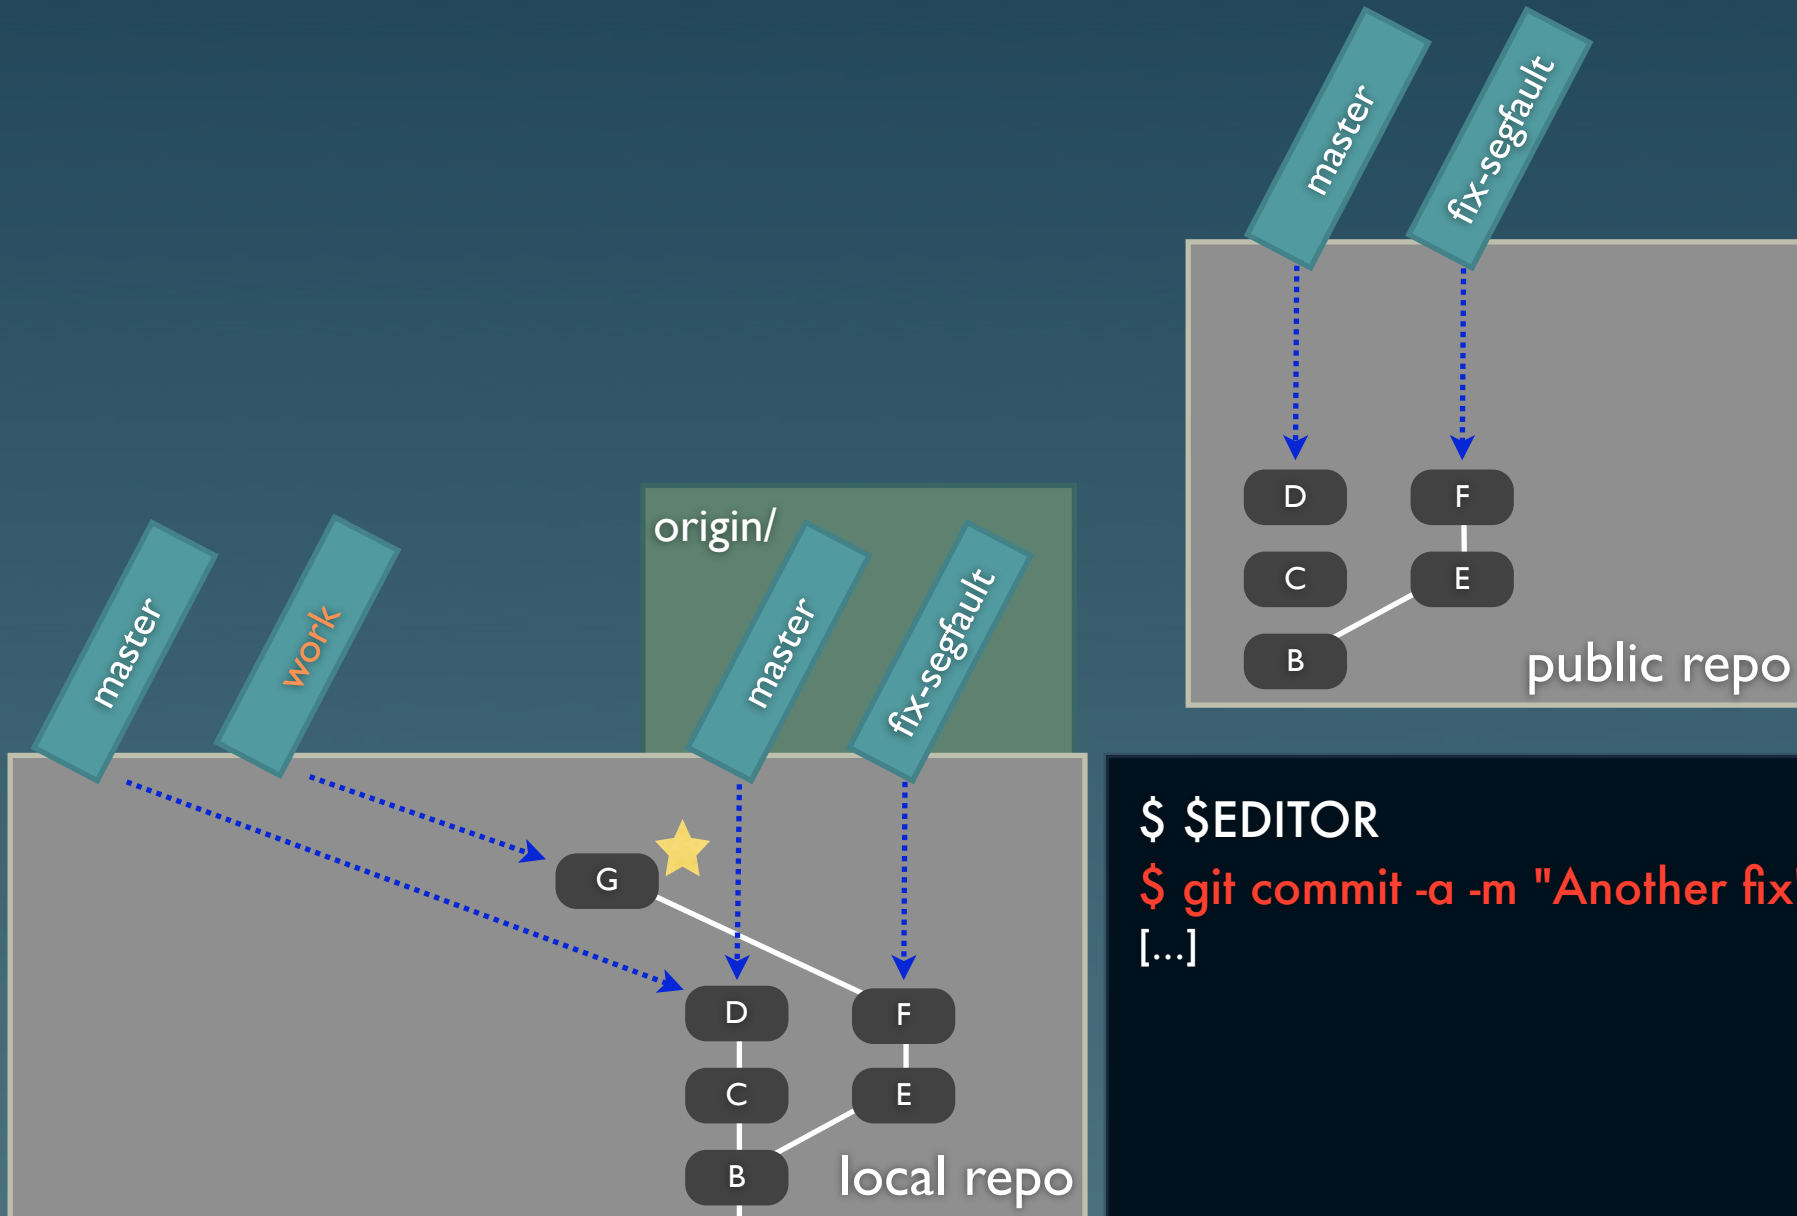 master
fix-segfault
D
F
C
E
B
public repo
origin/
master
work
master
fix-segfault
G
D
F
C
E
B
local repo
$ $EDITOR
$ git commit -a -m "Another fix"
[...]